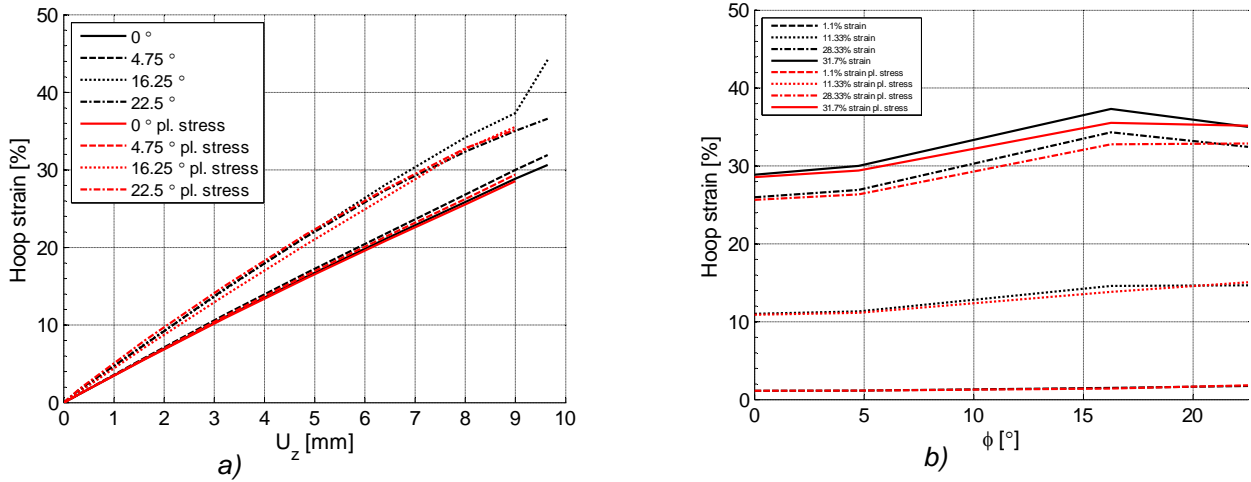 50
40
30
20
10
0
Hoop strain [%]
0 °
4.75 °
16.25 °
22.5 °
0 ° pl. stress
4.75 ° pl. stress
16.25 ° pl. stress
22.5 ° pl. stress
0 1 2 3 4 5 6 7 8 9 10
U_z [mm]
a)
50
40
30
20
10
0
Hoop strain [%]
1.1% strain
11.33% strain
28.33% strain
31.7% strain
1.1% strain pl. stress
11.33% strain pl. stress
28.33% strain pl. stress
31.7% strain pl. stress
0 5 10 15 20
ϕ [°]
b)